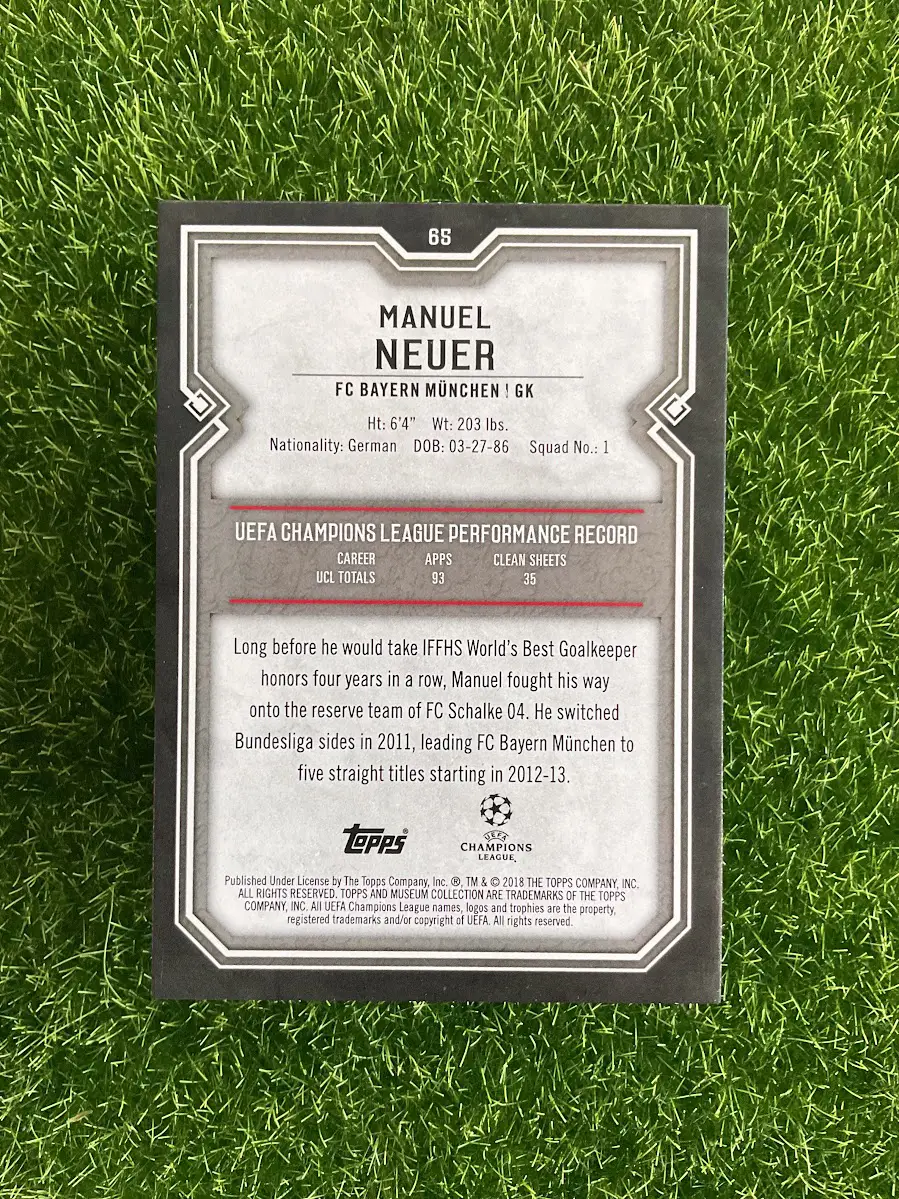 65
MANUEL
NEUER
FC BAYERN MÜNCHEN | GK
Ht: 6'4" Wt: 203 lbs.
Nationality: German DOB: 03-27-86 Squad No.: 1
UEFA CHAMPIONS LEAGUE PERFORMANCE RECORD
CAREER APPS CLEAN SHEETS
UCL TOTALS 93 35
Long before he would take IFFHS World's Best Goalkeeper
honors four years in a row, Manuel fought his way
onto the reserve team of FC Schalke 04. He switched
Bundesliga sides in 2011, leading FC Bayern München to
five straight titles starting in 2012-13.
Topps®
UEFA
CHAMPIONS
LEAGUE.
Published Under License by The Topps Company, Inc. ®, TM & © 2018 THE TOPPS COMPANY, INC.
ALL RIGHTS RESERVED. TOPPS AND MUSEUM COLLECTION ARE TRADEMARKS OF THE TOPPS
COMPANY, INC. All UEFA Champions League names, logos and trophies are the property,
registered trademarks and/or copyright of UEFA. All rights reserved.